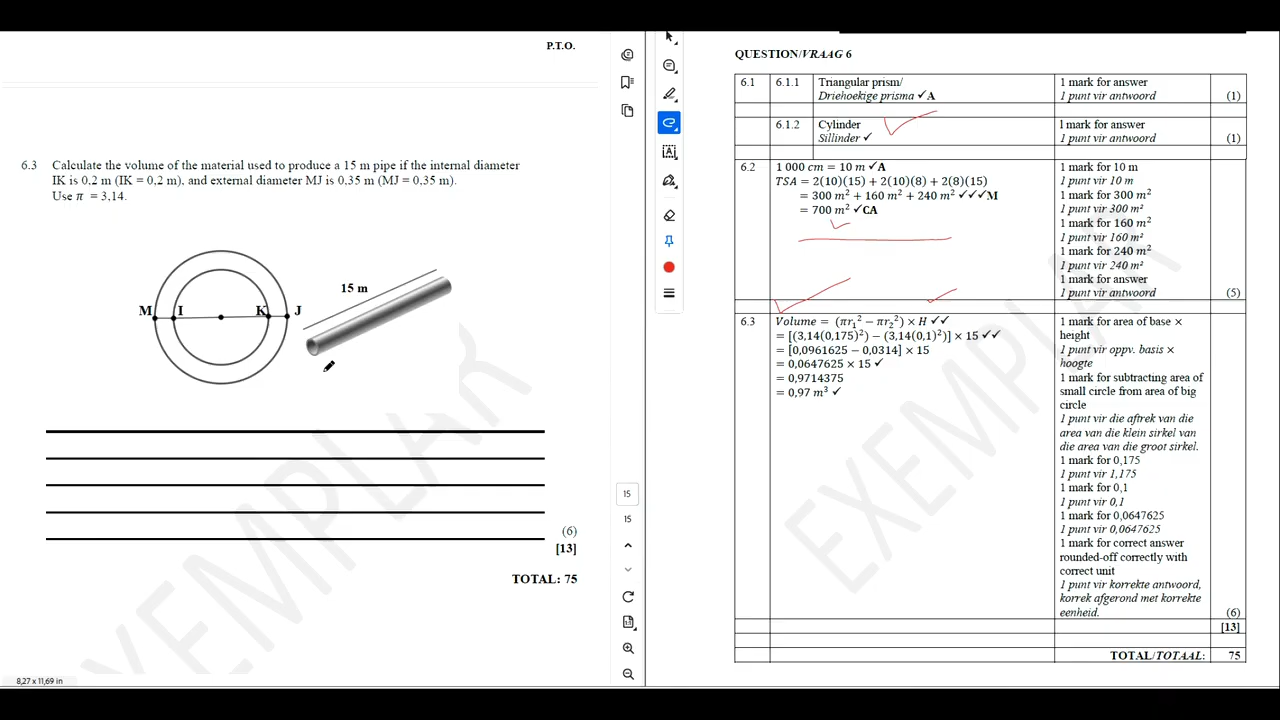 P.T.O.
6.3 Calculate the volume of the material used to produce a 15 m pipe if the internal diameter
IK is 0,2 m (IK = 0,2 m), and external diameter MJ is 0,35 m (MJ = 0,35 m).
Use π = 3,14.
15 m
M I K J
(6)
[13]
TOTAL: 75
EXEMPLAR
15
15
8,27 x 11,69 in
QUESTION/VRAAG 6
6.1 6.1.1 Triangular prism/ 1 mark for answer
Driehoekige prisma ✓A 1 punt vir antwoord (1)
6.1.2 Cylinder 1 mark for answer
Sillinder ✓ 1 punt vir antwoord (1)
6.2 1 000 cm = 10 m ✓A 1 mark for 10 m
TSA = 2(10)(15) + 2(10)(8) + 2(8)(15) 1 punt vir 10 m
= 300 m² + 160 m² + 240 m² ✓✓✓M 1 mark for 300 m²
= 700 m² ✓CA 1 punt vir 300 m²
1 mark for 160 m²
1 punt vir 160 m²
1 mark for 240 m²
1 punt vir 240 m²
1 mark for answer
1 punt vir antwoord (5)
6.3 Volume = (πr₁² − πr₂²) × H ✓✓ 1 mark for area of base ×
= [(3,14(0,175)²) − (3,14(0,1)²)] × 15 ✓✓ height
= [0,0961625 − 0,0314] × 15 1 punt vir oppv. basis ×
= 0,0647625 × 15 ✓ hoogte
= 0,9714375 1 mark for subtracting area of
= 0,97 m³ ✓ small circle from area of big
circle
1 punt vir die aftrek van die
area van die klein sirkel van
die area van die groot sirkel.
1 mark for 0,175
1 punt vir 1,175
1 mark for 0,1
1 punt vir 0,1
1 mark for 0,0647625
1 punt vir 0,0647625
1 mark for correct answer
rounded-off correctly with
correct unit
1 punt vir korrekte antwoord,
korrek afgerond met korrekte
eenheid. (6)
[13]
TOTAL/TOTAAL: 75
EXEMPLAR